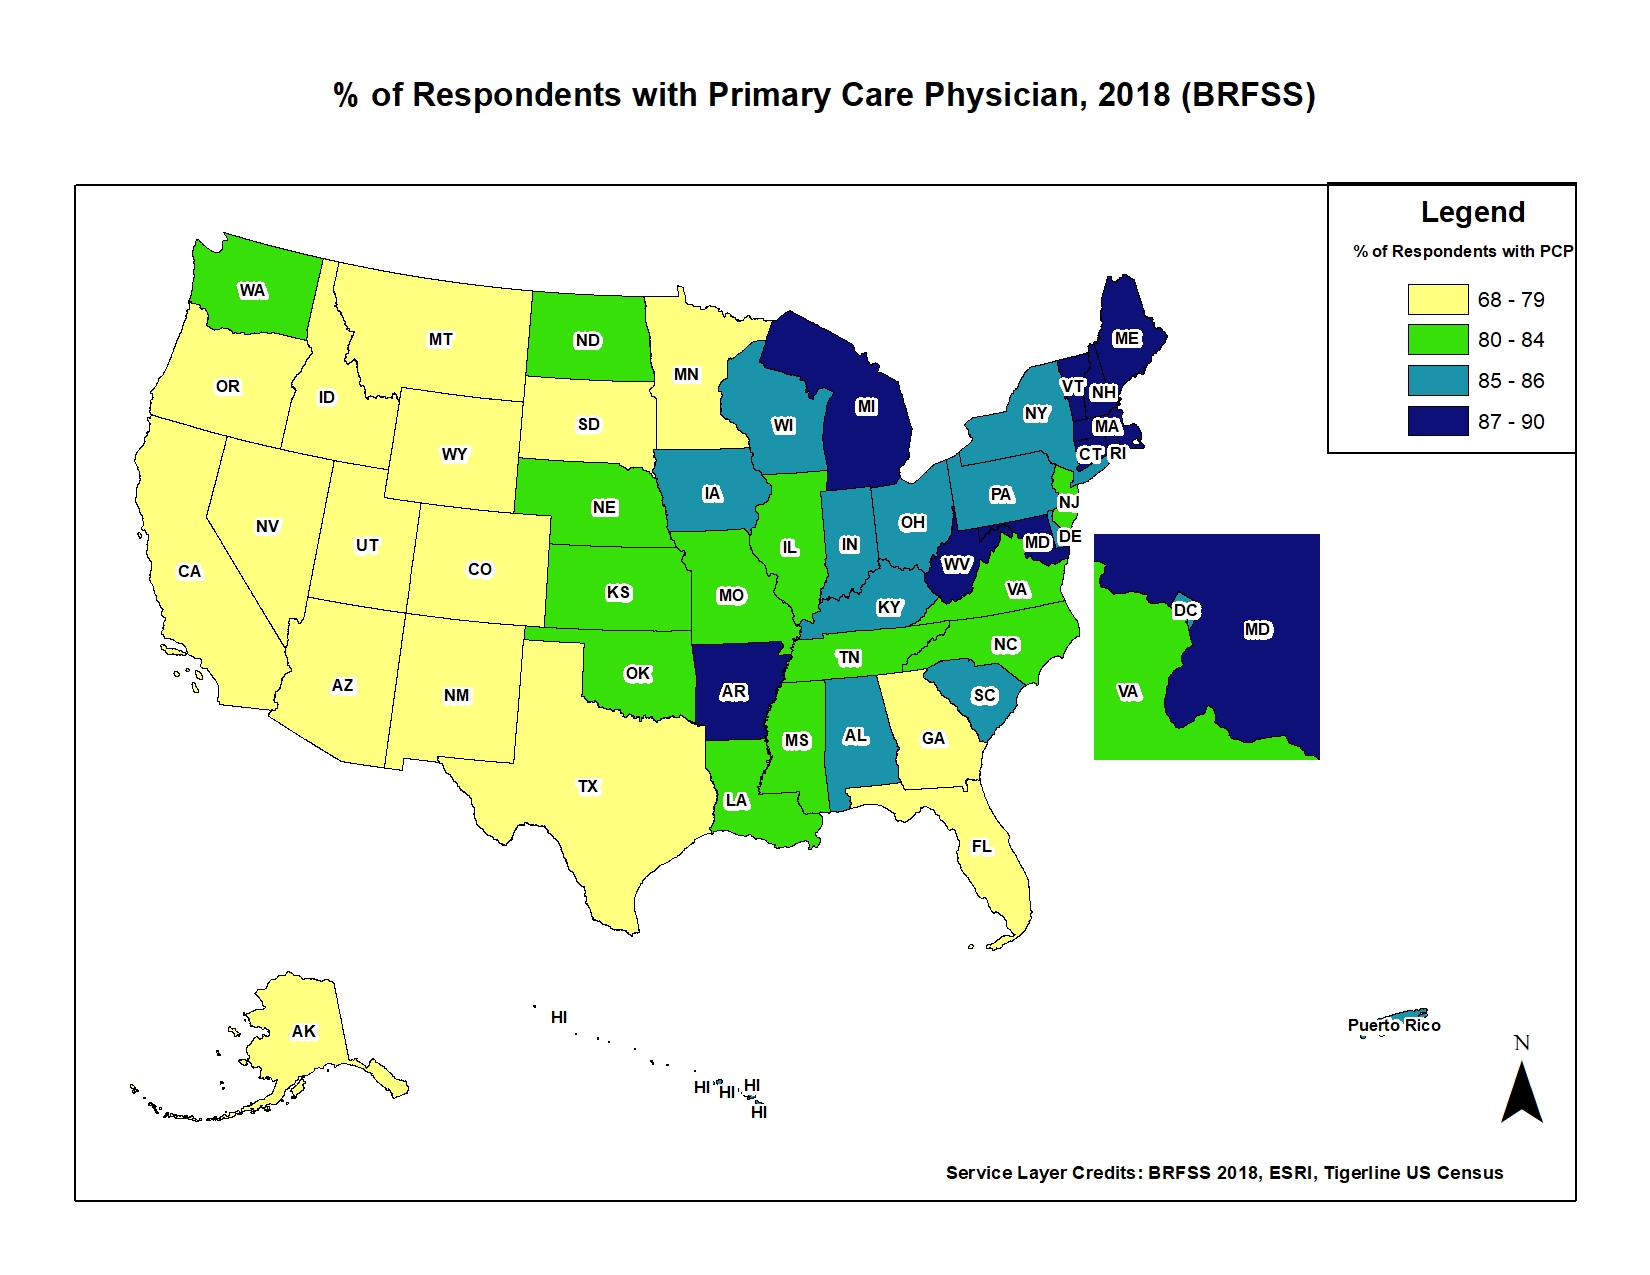 % of Respondents with Primary Care Physician, 2018 (BRFSS)
Legend
% of Respondents with PCP
68 - 79
80 - 84
85 - 86
87 - 90
WA
MT
ND
MN
ME
OR
ID
SD
WI
MI
NY
VT
NH
MA
CT
RI
WY
IA
PA
NJ
NE
OH
DE
MD
NV
UT
CO
IL
IN
WV
CA
KS
MO
KY
VA
NC
TN
DC
MD
VA
AZ
NM
OK
AR
SC
MS
AL
GA
TX
LA
FL
AK
HI
Puerto Rico
N
HI
HI
HI
HI
Service Layer Credits: BRFSS 2018, ESRI, Tigerline US Census